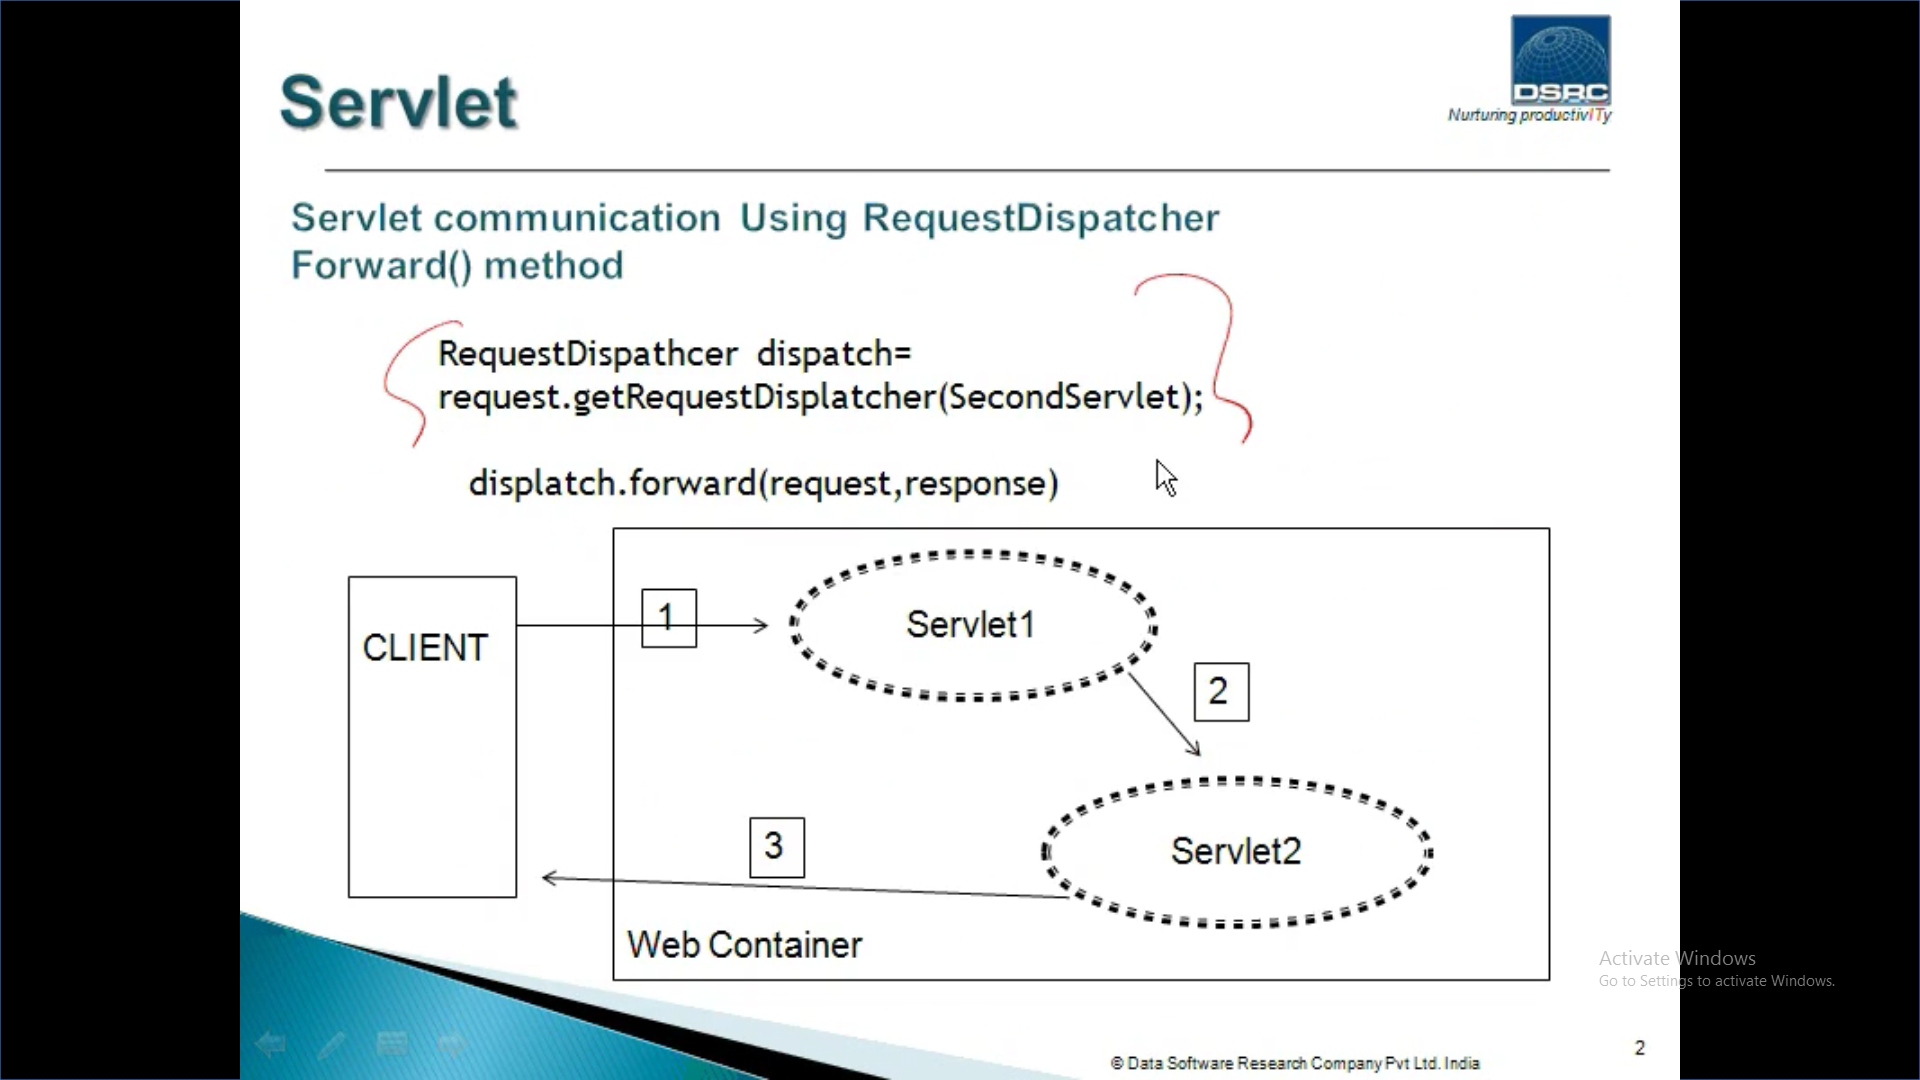 Servlet
DSRC
Nurturing productivITy
Servlet communication Using RequestDispatcher
Forward() method
RequestDispathcer dispatch=
request.getRequestDisplatcher(SecondServlet);
displatch.forward(request,response)
1
Servlet1
CLIENT
2
3
Servlet2
Web Container
Activate Windows
Go to Settings to activate Windows.
2
© Data Software Research Company Pvt Ltd. India